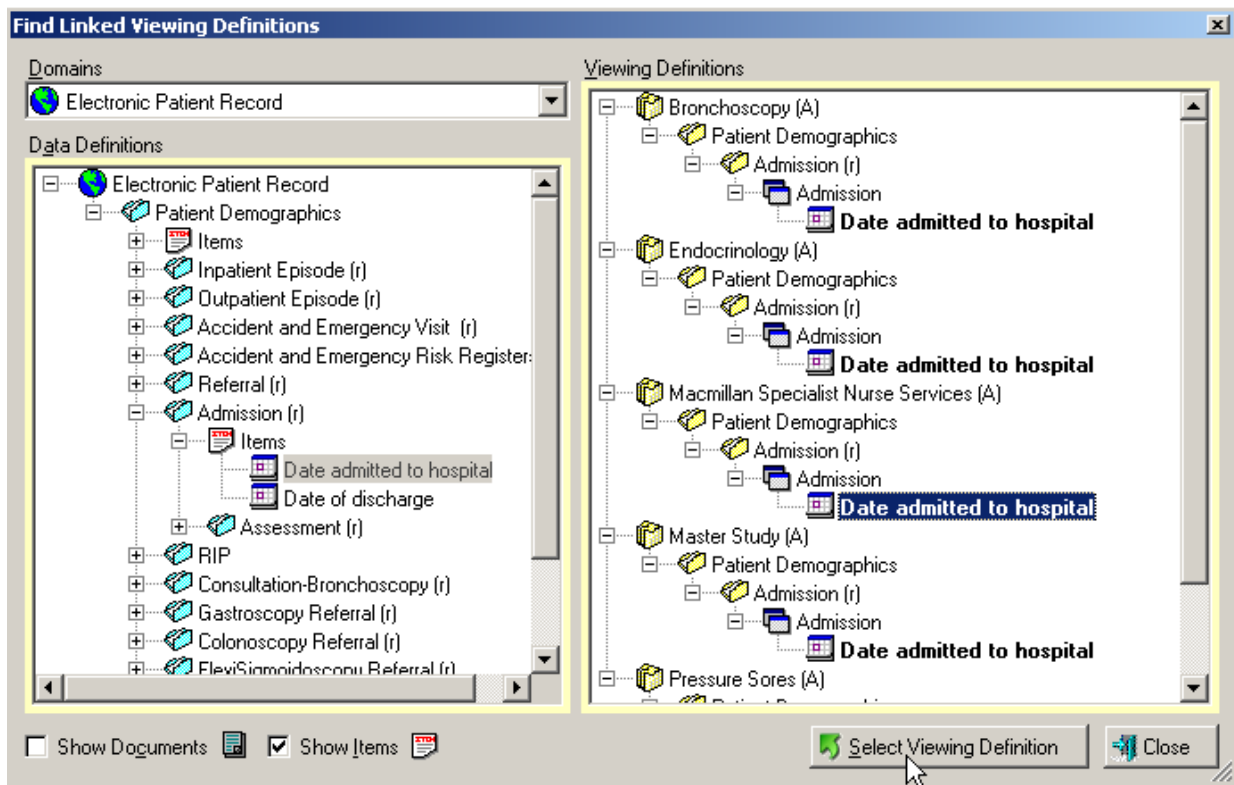 Find Linked Viewing Definitions
Domains
Electronic Patient Record
Data Definitions
Electronic Patient Record
Patient Demographics
Items
Inpatient Episode (r)
Outpatient Episode (r)
Accident and Emergency Visit (r)
Accident and Emergency Risk Register
Referral (r)
Admission (r)
Items
Date admitted to hospital
Date of discharge
Assessment (r)
RIP
Consultation-Bronchoscopy (r)
Gastroscopy Referral (r)
Colonoscopy Referral (r)
FlexiSigmoidoscopy Referral (r)
Viewing Definitions
Bronchoscopy (A)
Patient Demographics
Admission (r)
Admission
Date admitted to hospital
Endocrinology (A)
Patient Demographics
Admission (r)
Admission
Date admitted to hospital
Macmillan Specialist Nurse Services (A)
Patient Demographics
Admission (r)
Admission
Date admitted to hospital
Master Study (A)
Patient Demographics
Admission (r)
Admission
Date admitted to hospital
Pressure Sores (A)
Show Documents
Show Items
Select Viewing Definition
Close